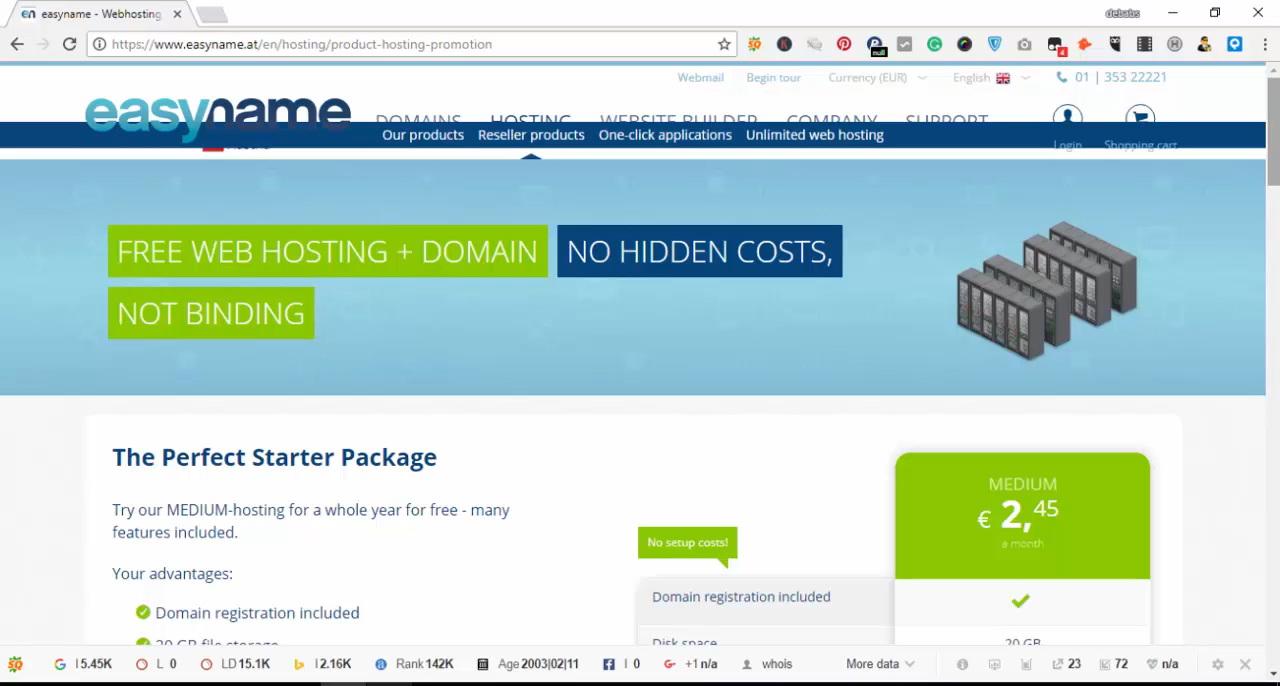 easyname - Webhosting
debabs
https://www.easyname.at/en/hosting/product-hosting-promotion
null
4
Webmail Begin tour Currency (EUR) English 01 | 353 22221
easyname DOMAINS HOSTING WEBSITE BUILDER COMPANY SUPPORT
Our products Reseller products One-click applications Unlimited web hosting
Login Shopping cart
FREE WEB HOSTING + DOMAIN NO HIDDEN COSTS,
NOT BINDING
The Perfect Starter Package
Try our MEDIUM-hosting for a whole year for free - many
features included.
Your advantages:
Domain registration included
20 GB file storage
No setup costs!
MEDIUM
€ 2,45
a month
Domain registration included
Disk space 20 GB
I 5.45K L 0 LD 15.1K I 2.16K Rank 142K Age 2003|02|11 I 0 +1 n/a whois More data 23 72 n/a